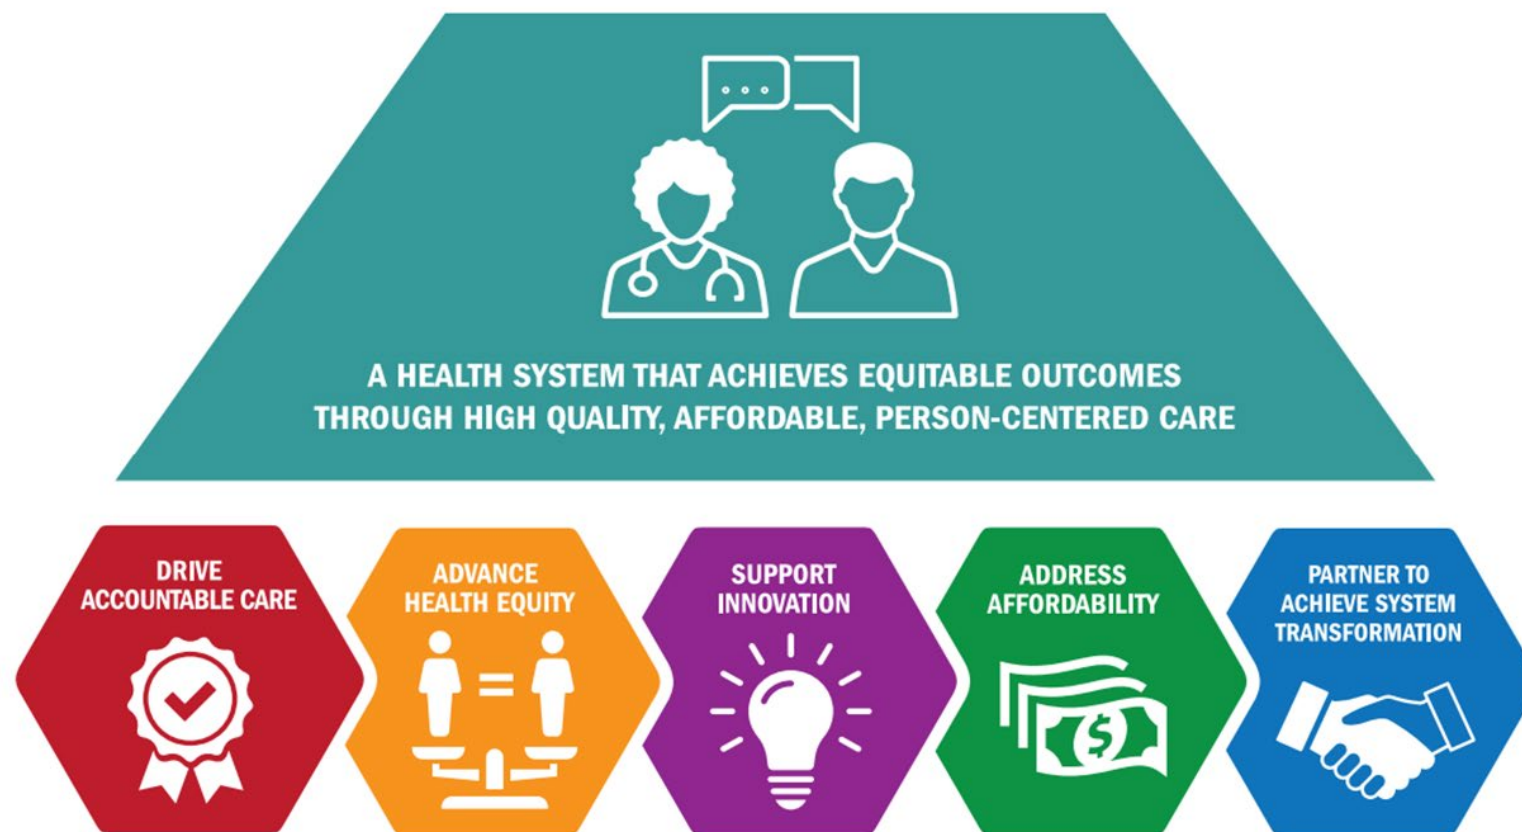 A HEALTH SYSTEM THAT ACHIEVES EQUITABLE OUTCOMES
THROUGH HIGH QUALITY, AFFORDABLE, PERSON-CENTERED CARE
DRIVE
ACCOUNTABLE CARE
ADVANCE
HEALTH EQUITY
=
SUPPORT
INNOVATION
ADDRESS
AFFORDABILITY
$
PARTNER TO
ACHIEVE SYSTEM
TRANSFORMATION